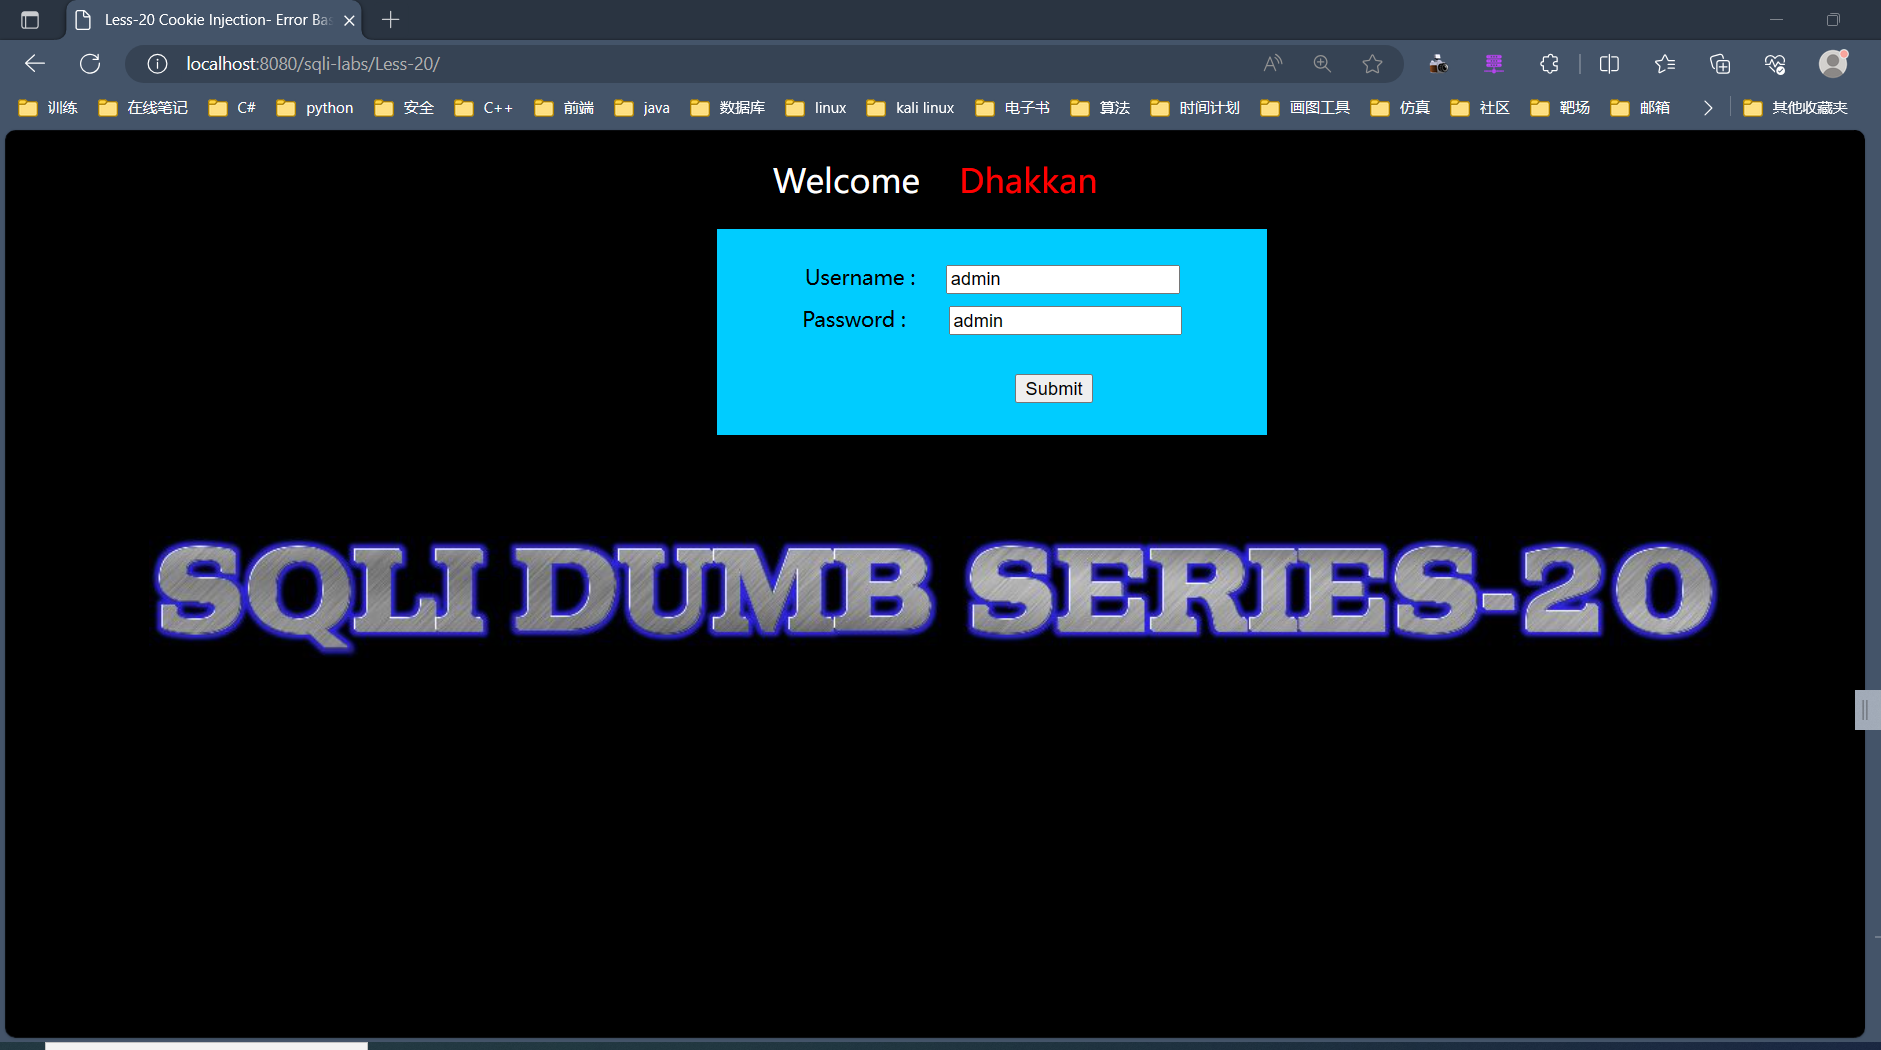 Less-20 Cookie Injection- Error Bas
localhost:8080/sqli-labs/Less-20/
训练 在线笔记 C# python 安全 C++ 前端 java 数据库 linux kali linux 电子书 算法 时间计划 画图工具 仿真 社区 靶场 邮箱 其他收藏夹
Welcome Dhakkan
Username : admin
Password : admin
Submit
SQLI DUMB SERIES-20